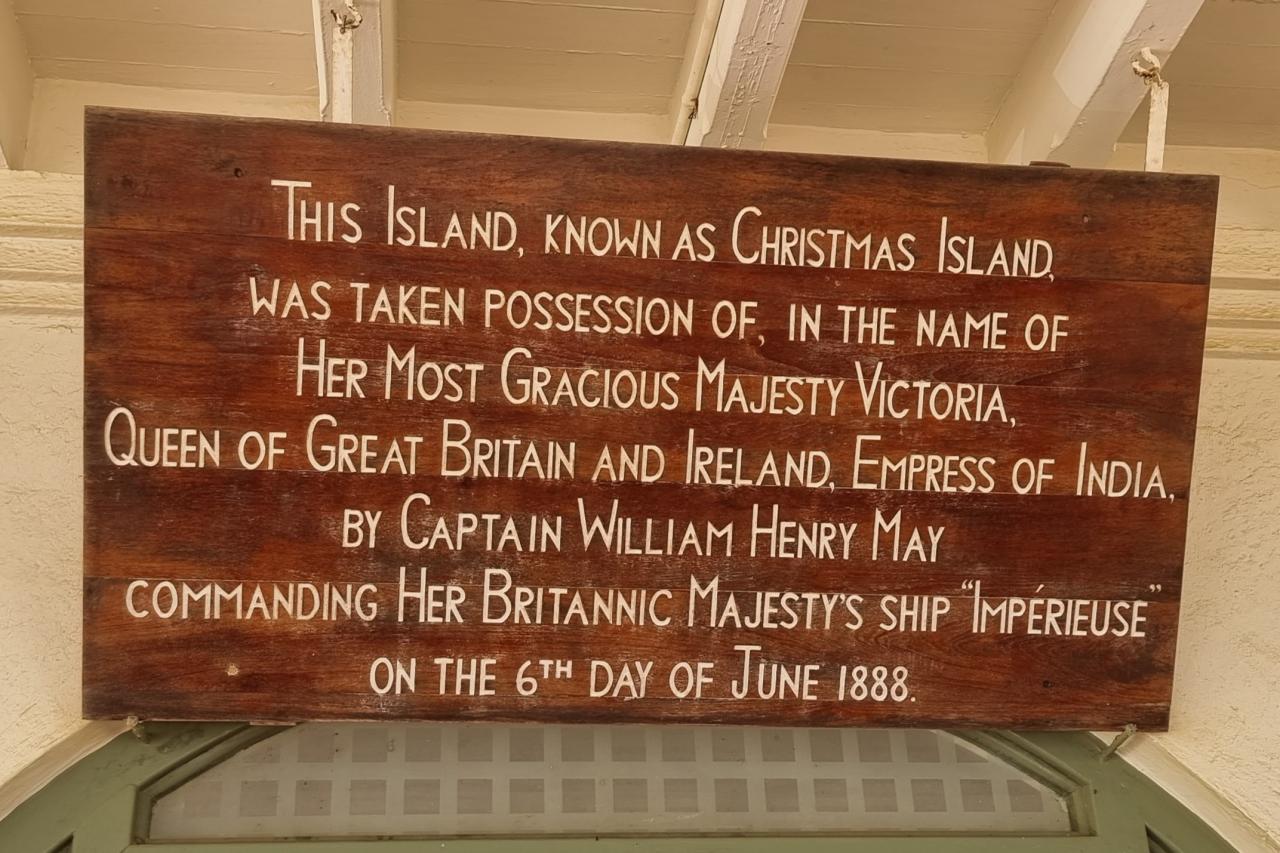 This Island, known as Christmas Island,
was taken possession of, in the name of
Her Most Gracious Majesty Victoria,
Queen of Great Britain and Ireland, Empress of India,
by Captain William Henry May
commanding Her Britannic Majesty's ship “Impérieuse”
on the 6TH day of June 1888.